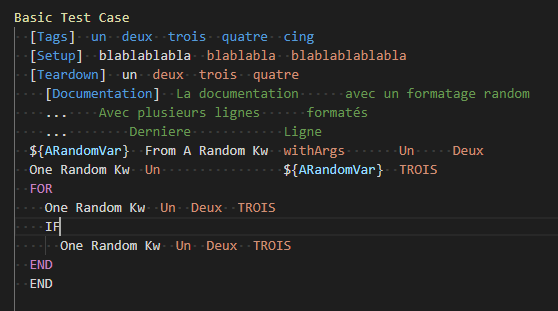 Basic Test Case
[Tags] un deux trois quatre cing
[Setup] blablablabla blablabla blablablablabla
[Teardown] un deux trois quatre
[Documentation] La documentation avec un formatage random
... Avec plusieurs lignes formatés
... Derniere Ligne
${ARandomVar} From A Random Kw withArgs Un Deux
One Random Kw Un ${ARandomVar} TROIS
FOR
One Random Kw Un Deux TROIS
IF
One Random Kw Un Deux TROIS
END
END